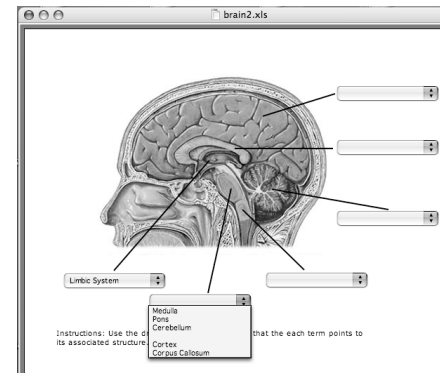 brain2.xls
Limbic System
Medulla
Pons
Cerebellum
Cortex
Corpus Callosum
Instructions: Use the dr that the each term points to
its associated structure.